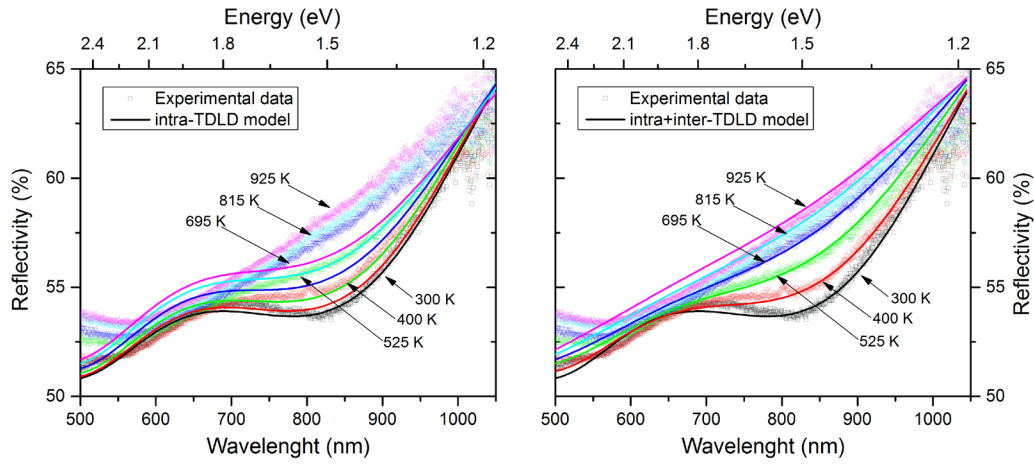 Energy (eV)
2.4 2.1 1.8 1.5 1.2
65
60
55
50
Reflectivity (%)
Experimental data
intra-TDLD model
925 K
815 K
695 K
300 K
400 K
525 K
500 600 700 800 900 1000
Wavelenght (nm)
Energy (eV)
2.4 2.1 1.8 1.5 1.2
Experimental data
intra+inter-TDLD model
925 K
815 K
695 K
300 K
400 K
525 K
65
60
55
50
Reflectivity (%)
500 600 700 800 900 1000
Wavelenght (nm)